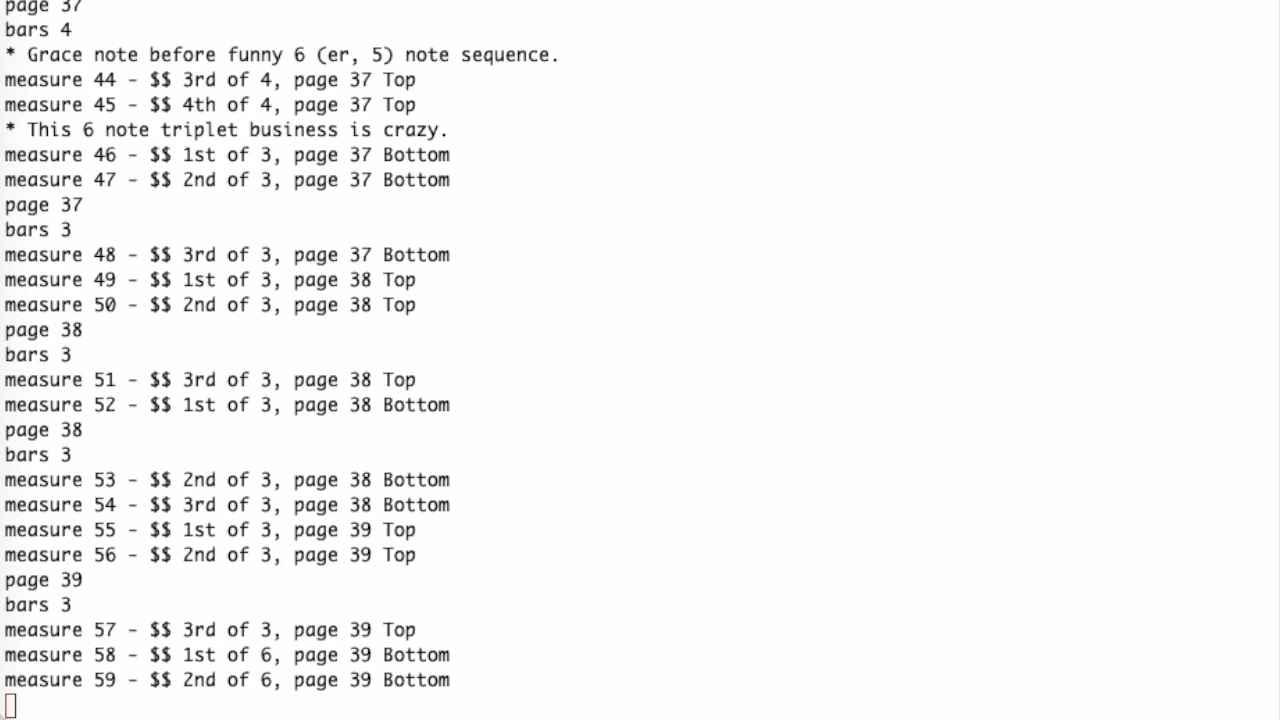 page 37
bars 4
* Grace note before funny 6 (er, 5) note sequence.
measure 44 - $$ 3rd of 4, page 37 Top
measure 45 - $$ 4th of 4, page 37 Top
* This 6 note triplet business is crazy.
measure 46 - $$ 1st of 3, page 37 Bottom
measure 47 - $$ 2nd of 3, page 37 Bottom
page 37
bars 3
measure 48 - $$ 3rd of 3, page 37 Bottom
measure 49 - $$ 1st of 3, page 38 Top
measure 50 - $$ 2nd of 3, page 38 Top
page 38
bars 3
measure 51 - $$ 3rd of 3, page 38 Top
measure 52 - $$ 1st of 3, page 38 Bottom
page 38
bars 3
measure 53 - $$ 2nd of 3, page 38 Bottom
measure 54 - $$ 3rd of 3, page 38 Bottom
measure 55 - $$ 1st of 3, page 39 Top
measure 56 - $$ 2nd of 3, page 39 Top
page 39
bars 3
measure 57 - $$ 3rd of 3, page 39 Top
measure 58 - $$ 1st of 6, page 39 Bottom
measure 59 - $$ 2nd of 6, page 39 Bottom